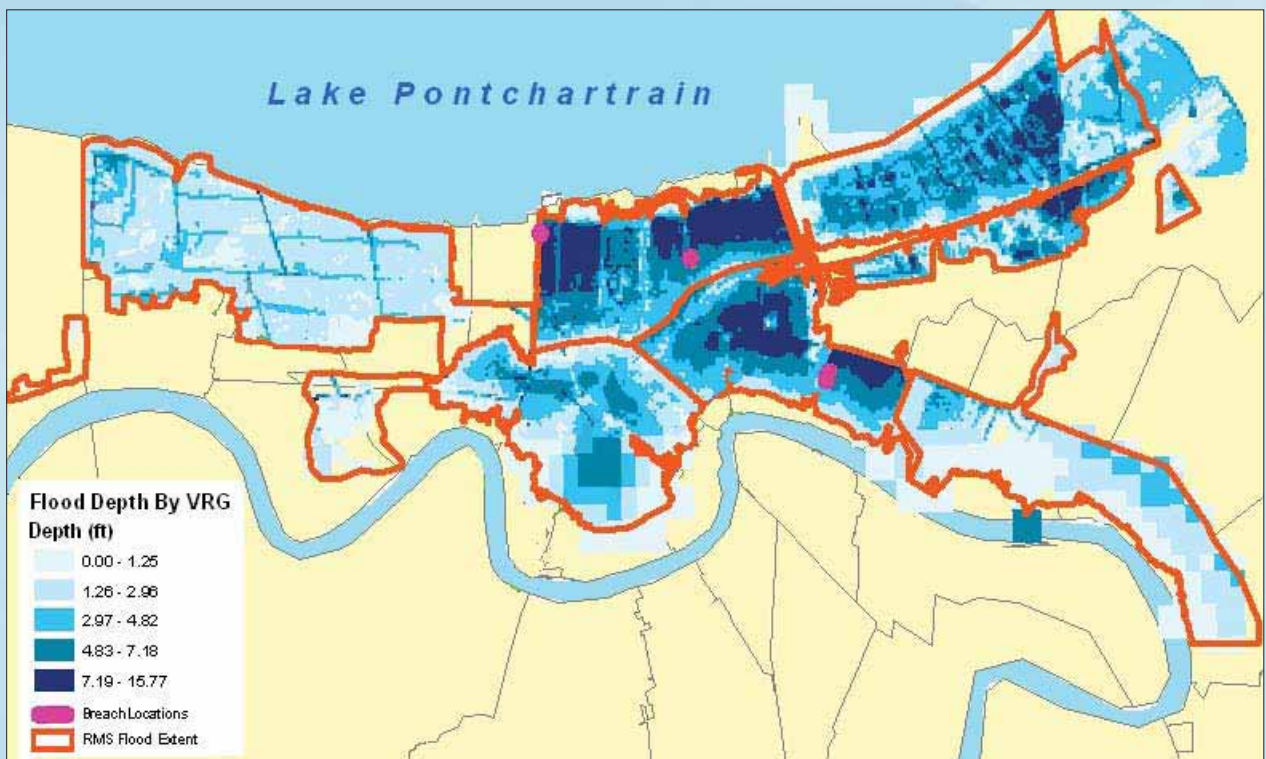 Lake Pontchartrain
Flood Depth By VRG
Depth (ft)
0.00 - 1.25
1.26 - 2.96
2.97 - 4.82
4.83 - 7.18
7.19 - 15.77
Breach Locations
RMS Flood Extent